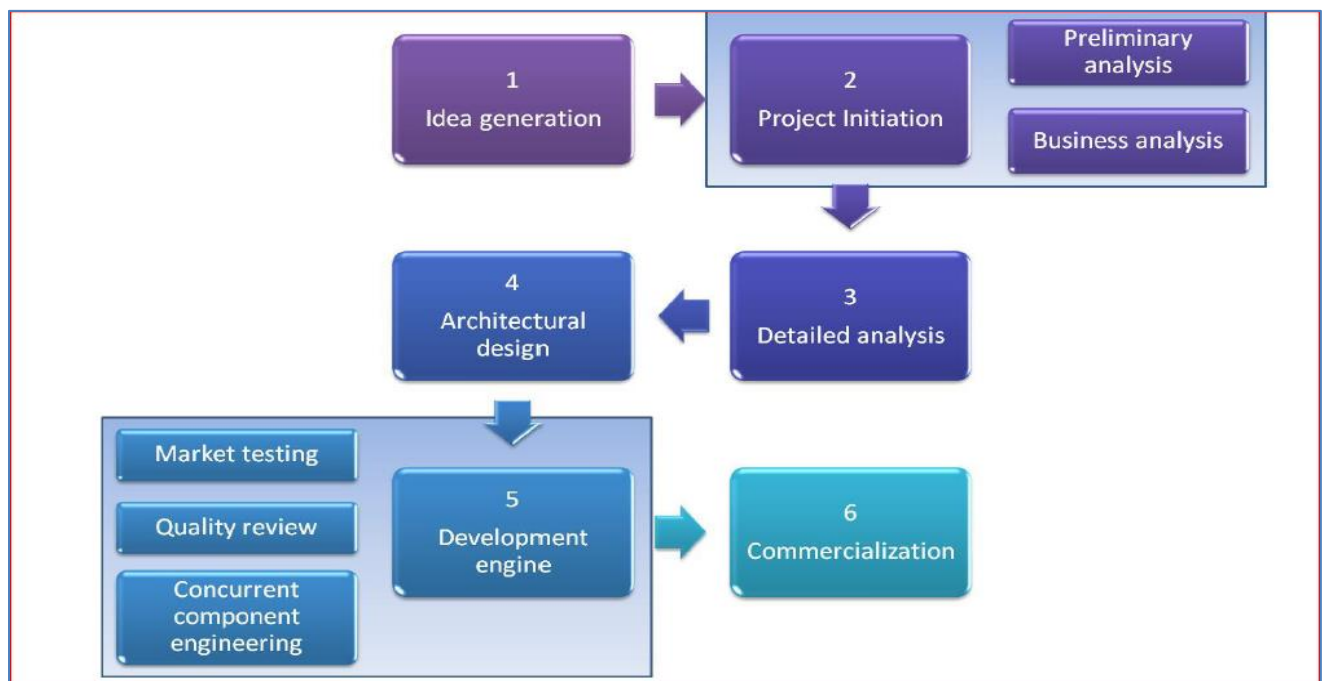 1
Idea generation
2
Project Initiation
Preliminary
analysis
Business analysis
3
Detailed analysis
4
Architectural
design
5
Development
engine
Market testing
Quality review
Concurrent
component
engineering
6
Commercialization